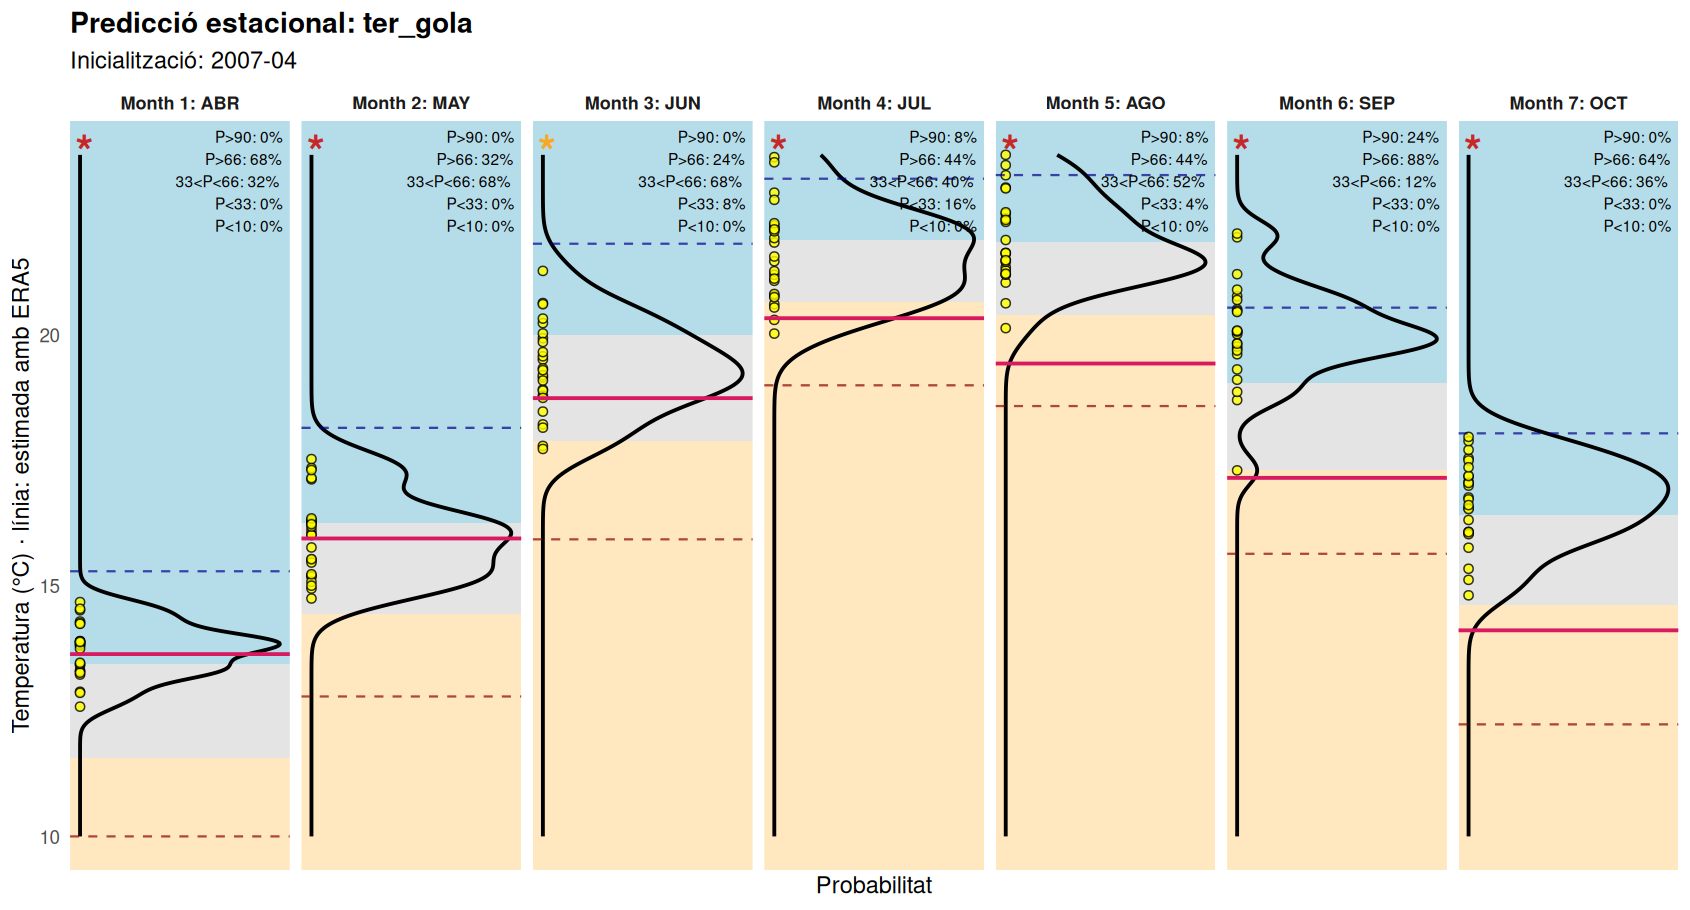 Predicció estacional: ter_gola
Inicialització: 2007-04
Month 1: ABR
Month 2: MAY
Month 3: JUN
Month 4: JUL
Month 5: AGO
Month 6: SEP
Month 7: OCT
*
P>90: 0%
P>66: 68%
33<P<66: 32%
P<33: 0%
P<10: 0%
*
P>90: 0%
P>66: 32%
33<P<66: 68%
P<33: 0%
P<10: 0%
*
P>90: 0%
P>66: 24%
33<P<66: 68%
P<33: 8%
P<10: 0%
*
P>90: 8%
P>66: 44%
33<P<66: 40%
P<33: 16%
P<10: 0%
*
P>90: 8%
P>66: 44%
33<P<66: 52%
P<33: 4%
P<10: 0%
*
P>90: 24%
P>66: 88%
33<P<66: 12%
P<33: 0%
P<10: 0%
*
P>90: 0%
P>66: 64%
33<P<66: 36%
P<33: 0%
P<10: 0%
Temperatura (°C) · línia: estimada amb ERA5
20
15
10
Probabilitat